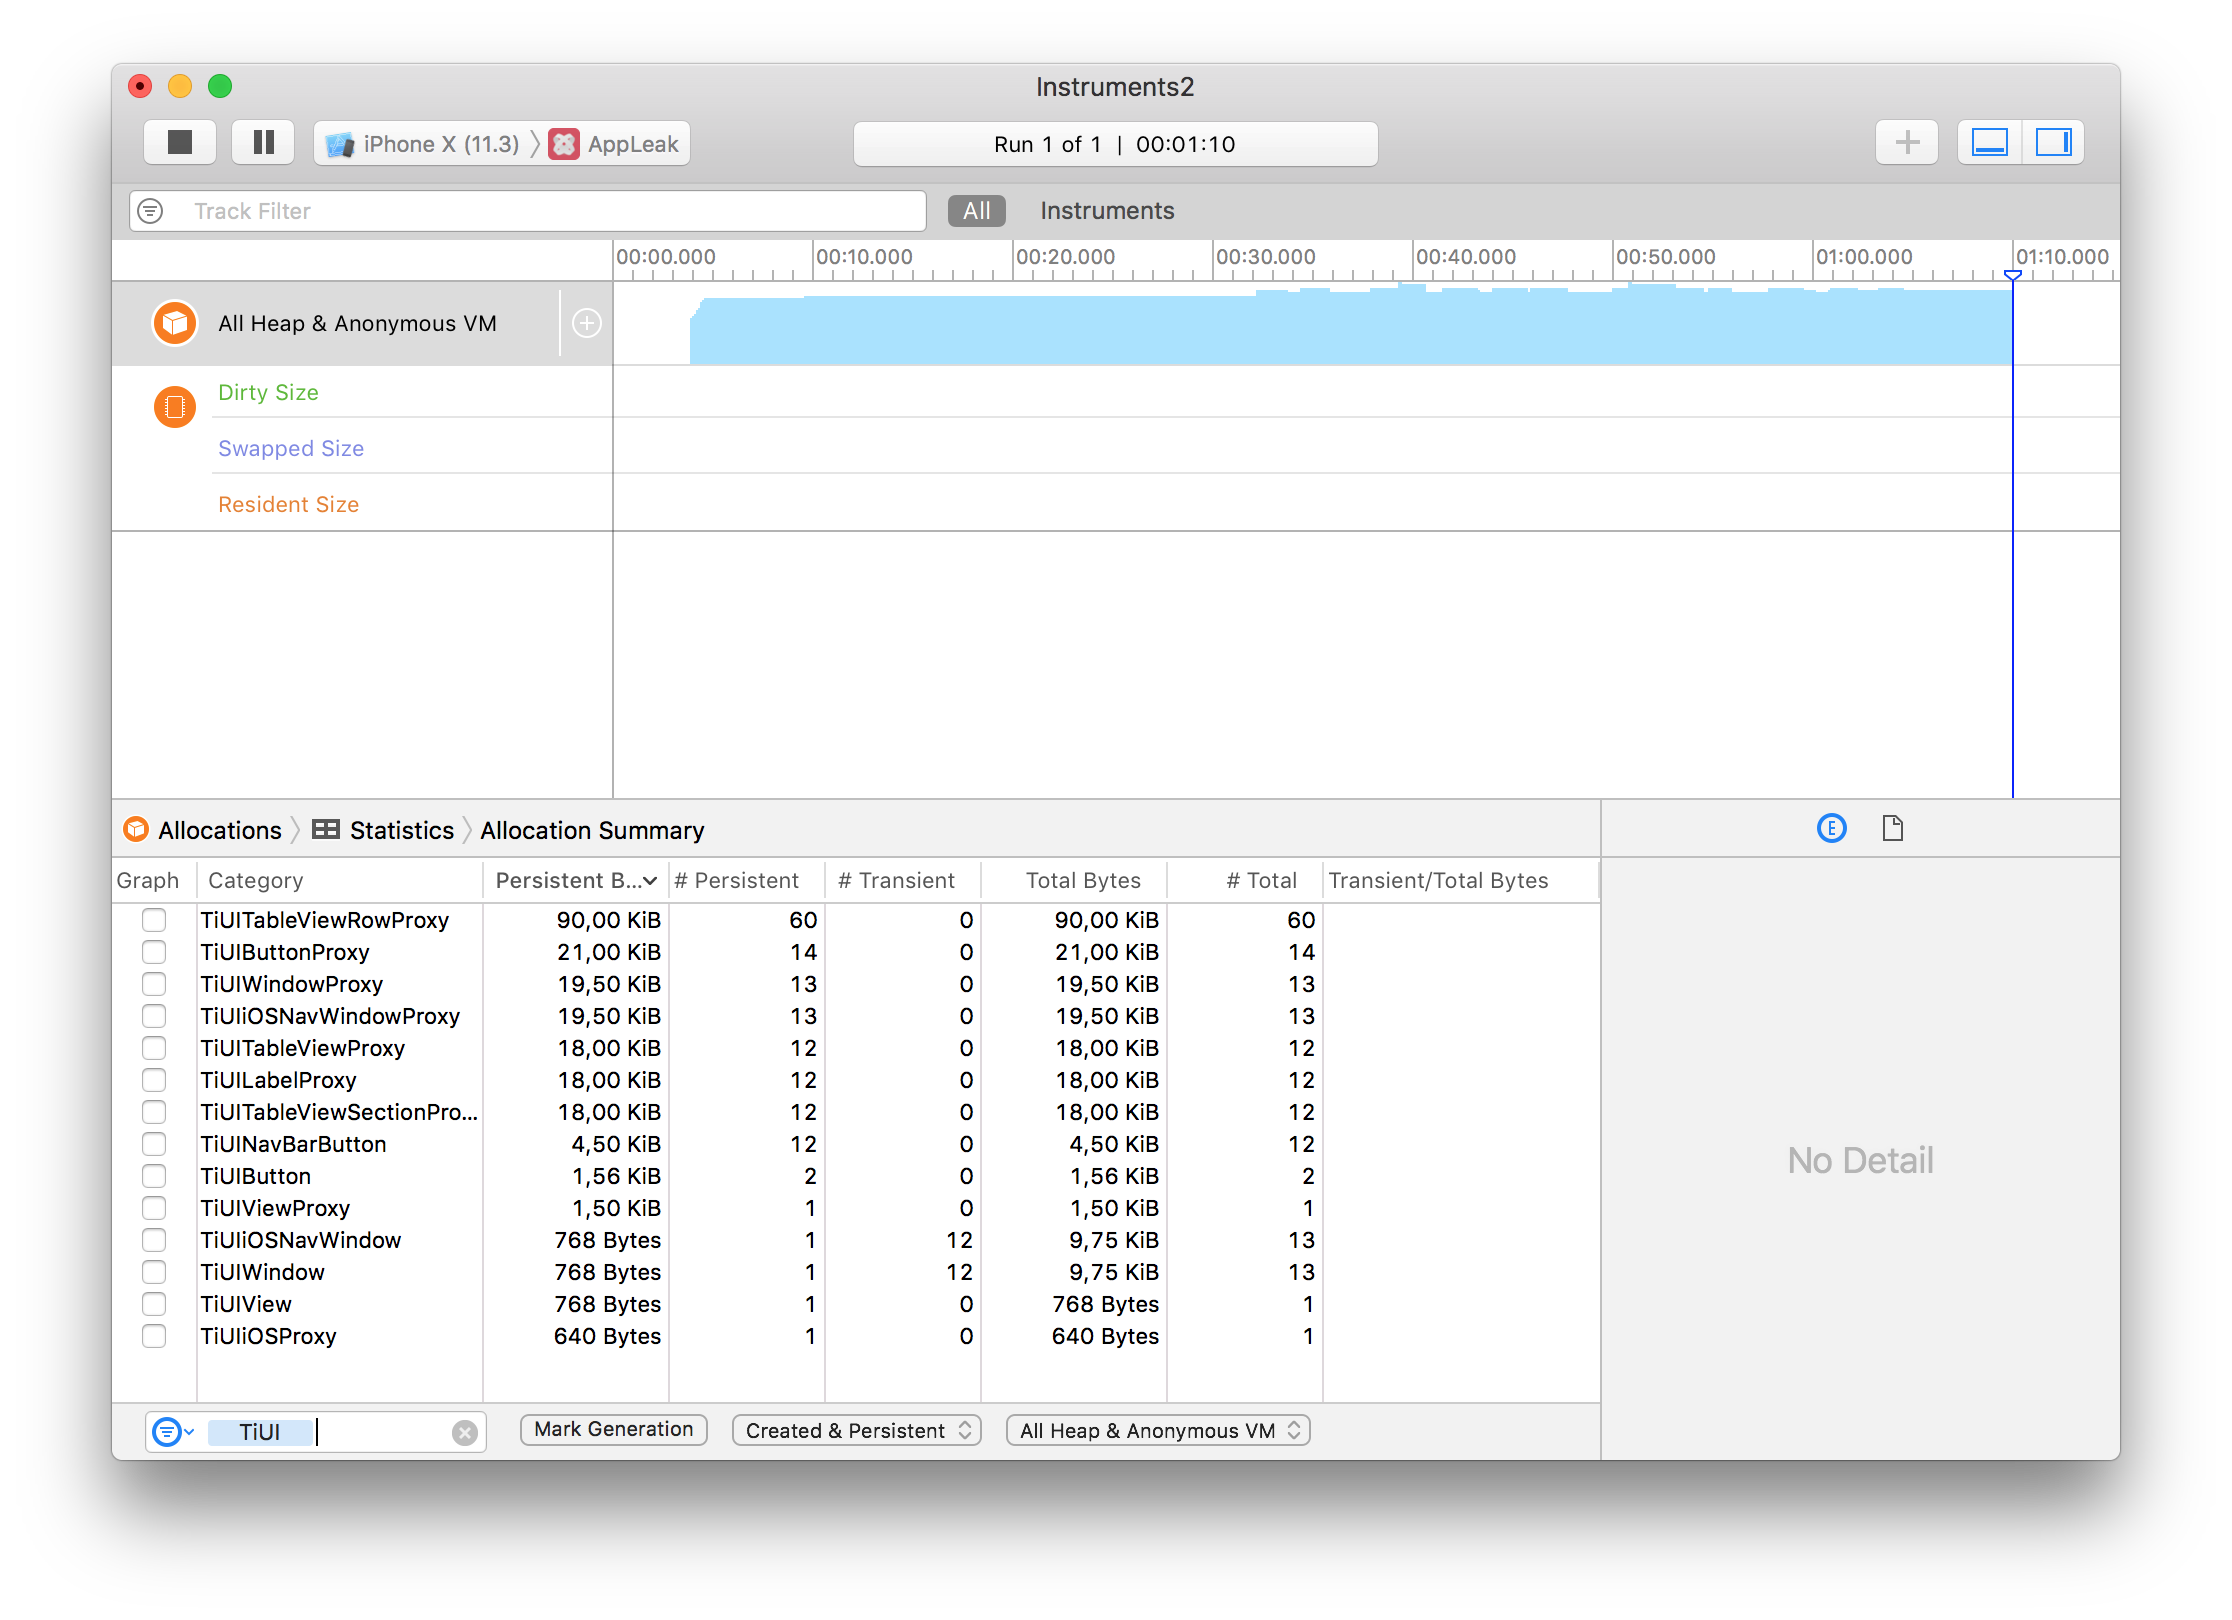 Instruments2
iPhone X (11.3) 〉 AppLeak
Run 1 of 1 | 00:01:10
Track Filter
All Instruments
00:00.000 00:10.000 00:20.000 00:30.000 00:40.000 00:50.000 01:00.000 01:10.000
All Heap & Anonymous VM
Dirty Size
Swapped Size
Resident Size
Allocations 〉 Statistics 〉 Allocation Summary
E
Graph Category Persistent B... # Persistent # Transient Total Bytes # Total Transient/Total Bytes
TiUITableViewRowProxy 90,00 KiB 60 0 90,00 KiB 60
TiUIButtonProxy 21,00 KiB 14 0 21,00 KiB 14
TiUIWindowProxy 19,50 KiB 13 0 19,50 KiB 13
TiUIiOSNavWindowProxy 19,50 KiB 13 0 19,50 KiB 13
TiUITableViewProxy 18,00 KiB 12 0 18,00 KiB 12
TiUILabelProxy 18,00 KiB 12 0 18,00 KiB 12
TiUITableViewSectionPro... 18,00 KiB 12 0 18,00 KiB 12
TiUINavBarButton 4,50 KiB 12 0 4,50 KiB 12
TiUIButton 1,56 KiB 2 0 1,56 KiB 2
TiUIViewProxy 1,50 KiB 1 0 1,50 KiB 1
TiUIiOSNavWindow 768 Bytes 1 12 9,75 KiB 13
TiUIWindow 768 Bytes 1 12 9,75 KiB 13
TiUIView 768 Bytes 1 0 768 Bytes 1
TiUIiOSProxy 640 Bytes 1 0 640 Bytes 1
No Detail
TiUI Mark Generation Created & Persistent All Heap & Anonymous VM